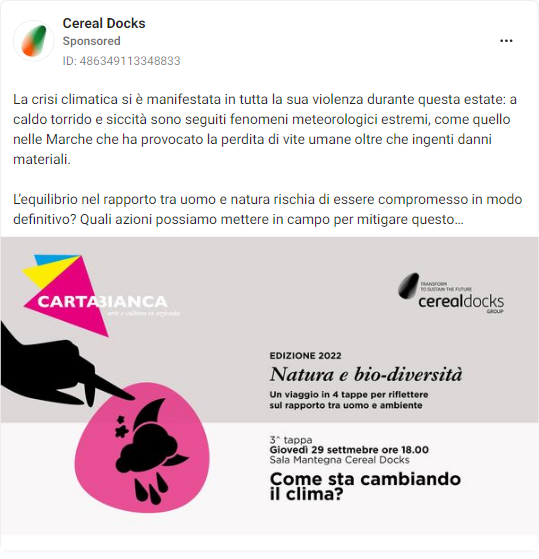 Cereal Docks
Sponsored
ID: 486349113348833
La crisi climatica si è manifestata in tutta la sua violenza durante questa estate: a
caldo torrido e siccità sono seguiti fenomeni meteorologici estremi, come quello
nelle Marche che ha provocato la perdita di vite umane oltre che ingenti danni
materiali.
L'equilibrio nel rapporto tra uomo e natura rischia di essere compromesso in modo
definitivo? Quali azioni possiamo mettere in campo per mitigare questo...
CARTABIANCA
arte e cultura in azienda
TRANSFORM
TO SUSTAIN THE FUTURE
cerealdocks
GROUP
EDIZIONE 2022
Natura e bio-diversità
Un viaggio in 4 tappe per riflettere
sul rapporto tra uomo e ambiente
3^ tappa
Giovedì 29 settmebre ore 18.00
Sala Mantegna Cereal Docks
Come sta cambiando
il clima?